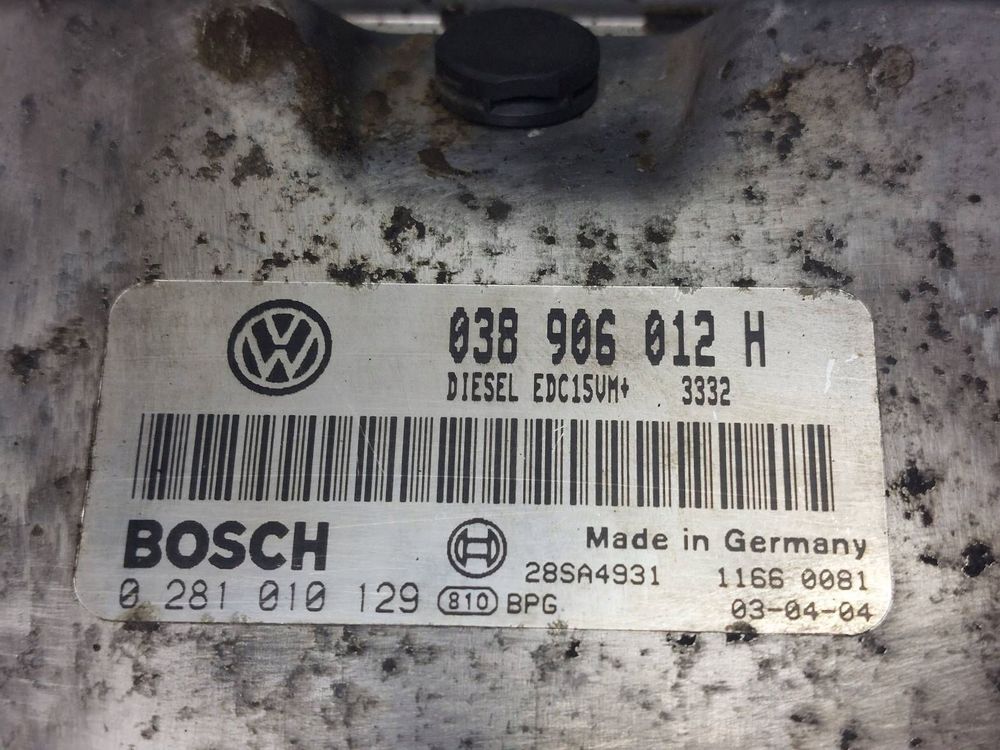 038 906 012 H
DIESEL EDC15VM+ 3332
BOSCH
Made in Germany
28SA4931 1166 0081
0 281 010 129 810 BPG 03-04-04